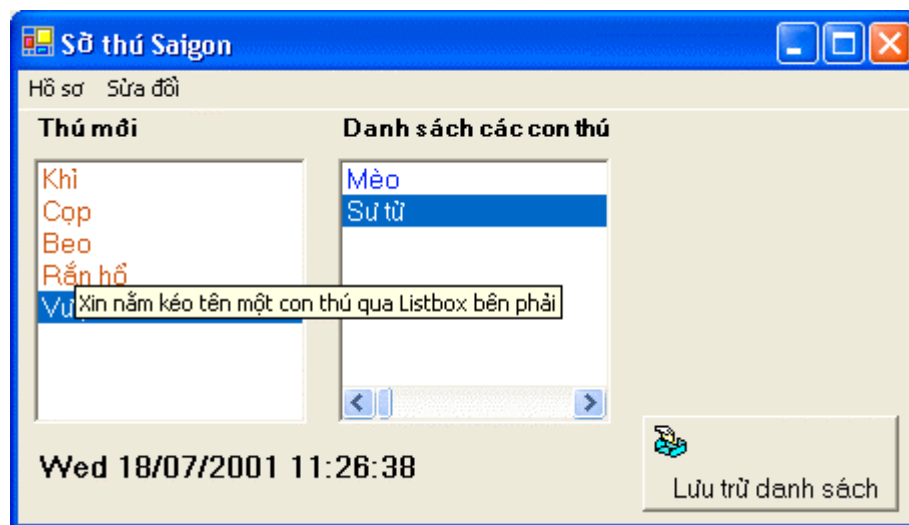 Sở thú Saigon
Hồ sơ Sửa đổi
Thú mới Danh sách các con thú
Khỉ
Cọp
Beo
Rắn hổ
Mèo
Sư tử
Xin nắm kéo tên một con thú qua Listbox bên phải
Wed 18/07/2001 11:26:38
Lưu trữ danh sách